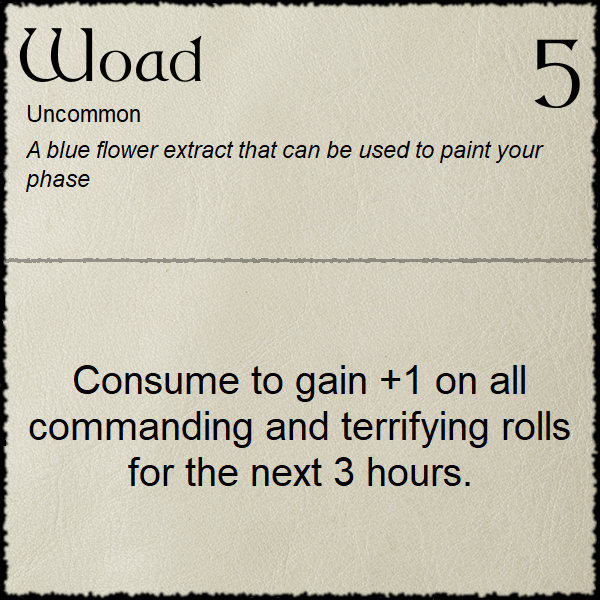 Woad
5
Uncommon
A blue flower extract that can be used to paint your
phase
Consume to gain +1 on all
commanding and terrifying rolls
for the next 3 hours.